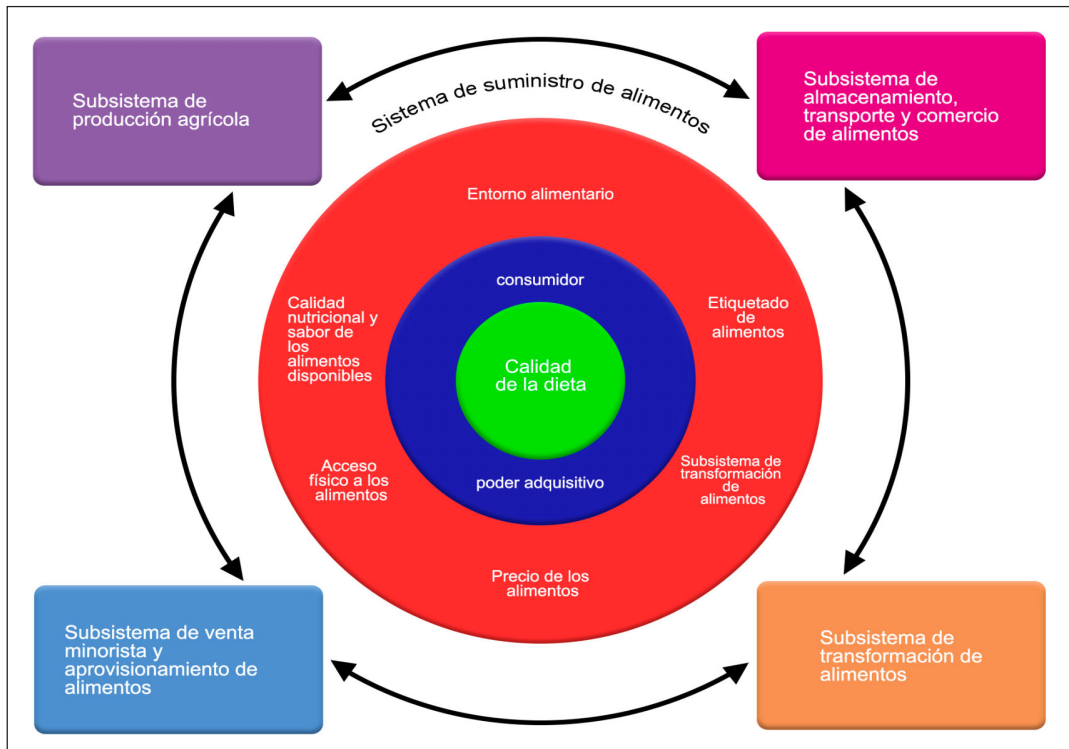 Subsistema de
producción agrícola
Sistema de suministro de alimentos
Subsistema de
almacenamiento,
transporte y comercio
de alimentos
Entorno alimentario
consumidor
Calidad
nutricional y
sabor de
los
alimentos
disponibles
Etiquetado de
alimentos
Calidad
de la dieta
Acceso
físico a los
alimentos
poder adquisitivo
Subsistema de
transformación
de
alimentos
Precio de los
alimentos
Subsistema de venta
minorista y
aprovisionamiento de
alimentos
Subsistema de
transformación de
alimentos